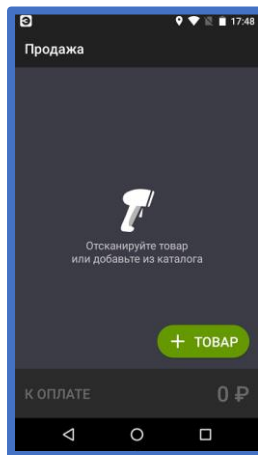 17:48
Продажа
Отсканируйте товар
или добавьте из каталога
+ ТОВАР
К ОПЛАТЕ 0 ₽